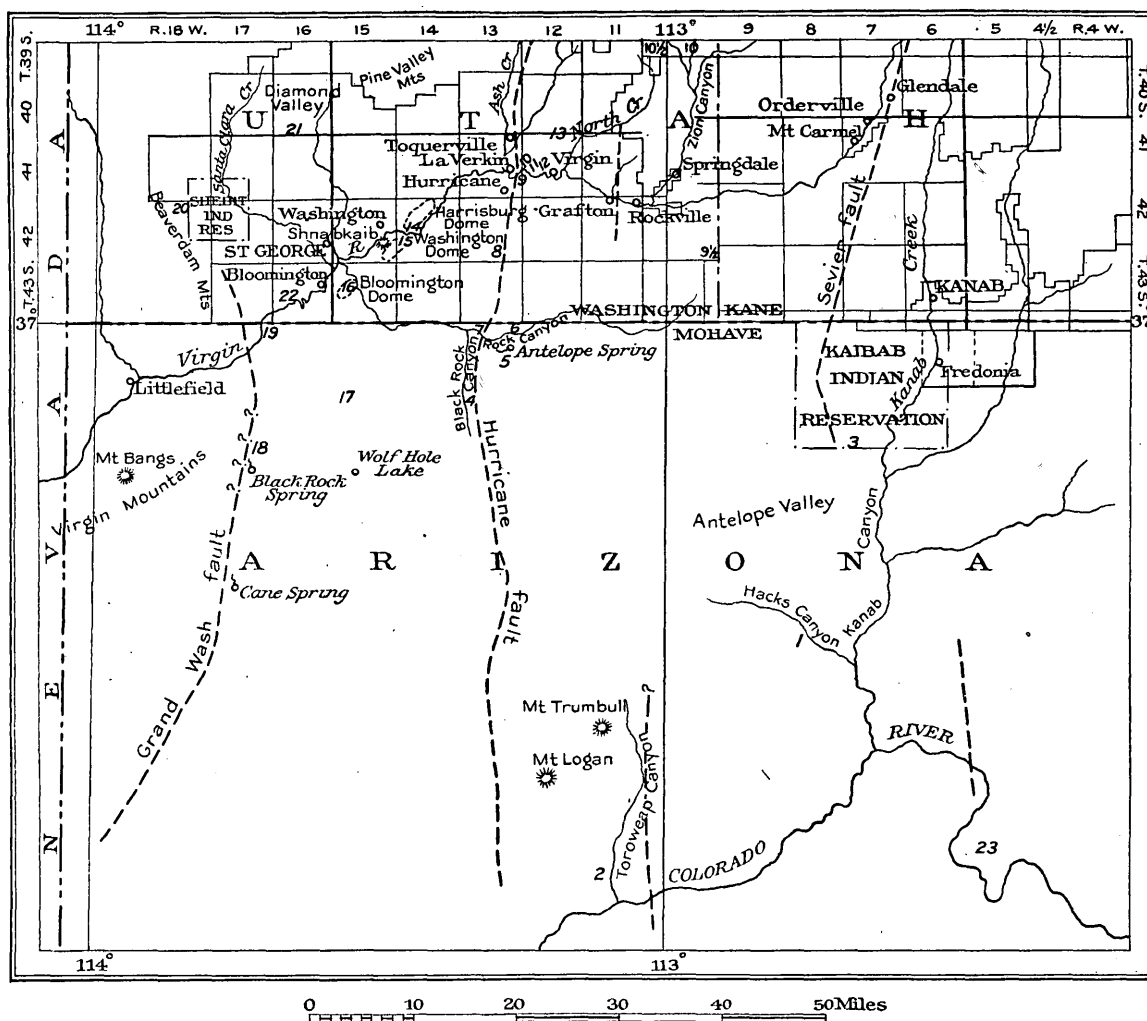 114° R.18 W. 17 16 15 14 13 12 11 10½ 113° 10 9 8 7 6 5 4½ R.4 W.
T.39 S.
40
41
42
T.43 S.
37°
T.40 S.
41
42
T.43 S.
37°
NEVADA
UTAH
ARIZONA
Pine Valley
Mts
Diamond
Valley
21
Santa Clara Cr
Ash Cr
North Cr
Zion Canyon
Glendale
Orderville
Mt Carmel
Toquerville
La Verkin
Hurricane
10
11
12
13
9
Virgin
Springdale
Grafton
Rockville
20
SHEBIT
IND
RES
Beaverdam Mts
Washington
Shnabkaib
ST GEORGE
R
Harrisburg
Dome
14
15
Washington
Dome
8
9½
Bloomington
22
16
Bloomington
Dome
Sevier fault
Creek
KANAB
WASHINGTON
KANE
MOHAVE
19
Virgin
Littlefield
7
Rock Canyon
6
5
Antelope Spring
Black Rock
Canyon
4
KAIBAB
INDIAN
RESERVATION
3
Kanab
Fredonia
17
? ? ? ?
18
Wolf Hole
Lake
Black Rock
Spring
Mt Bangs
Virgin Mountains
Hurricane
fault
Antelope Valley
Canyon
Grand Wash fault
Cane Spring
Hacks Canyon
Kanab
?
Mt Trumbull
Mt Logan
Toroweap Canyon
2
COLORADO
RIVER
23
114°
113°
0 10 20 30 40 50 Miles